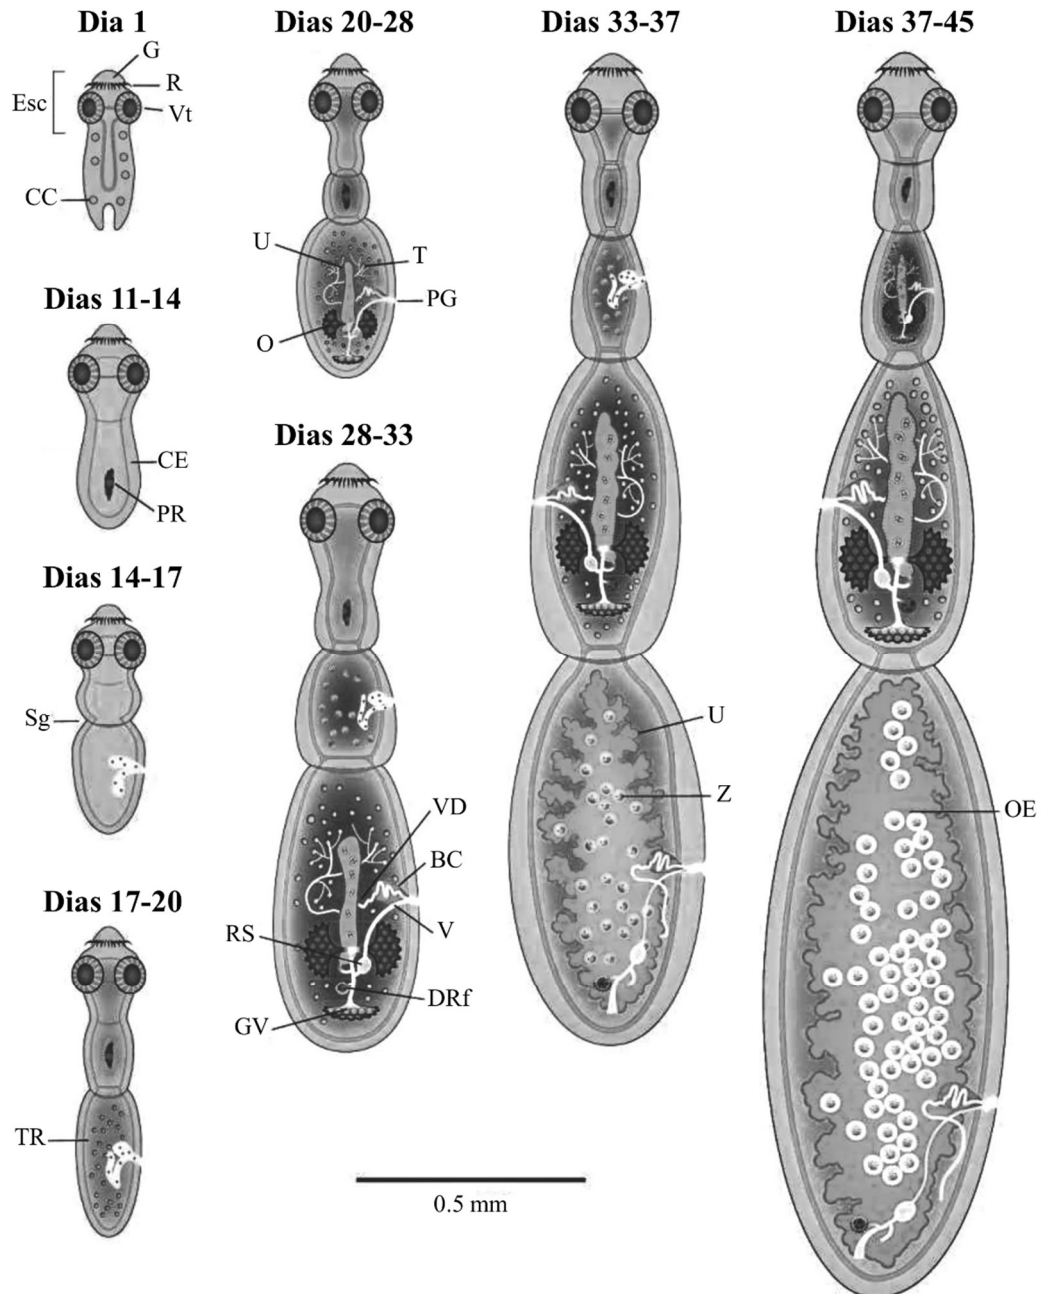 Dia 1
G
R
Esc
Vt
CC
Dias 11-14
CE
PR
Dias 14-17
Sg
Dias 17-20
TR
Dias 20-28
U
T
PG
O
Dias 28-33
VD
BC
RS
V
DRf
GV
0.5 mm
Dias 33-37
U
Z
Dias 37-45
OE